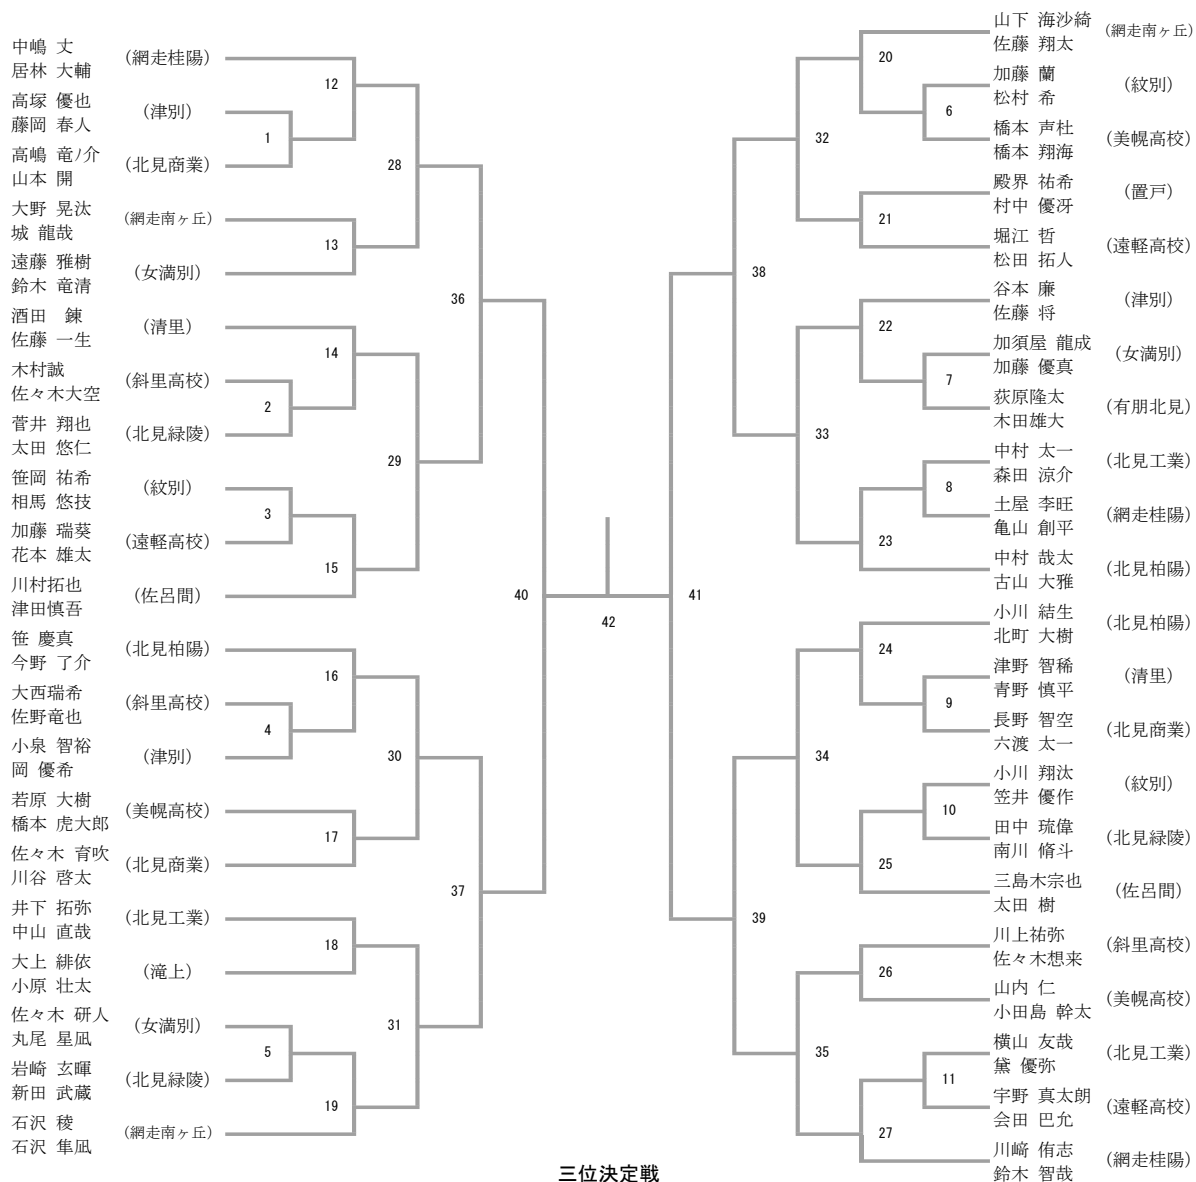 中嶋 丈
居林 大輔
(網走桂陽)
高塚 優也
藤岡 春人
(津別)
高嶋 竜ﾉ介
山本 開
(北見商業)
大野 晃汰
城 龍哉
(網走南ヶ丘)
遠藤 雅樹
鈴木 竜清
(女満別)
酒田 錬
佐藤 一生
(清里)
木村誠
佐々木大空
(斜里高校)
菅井 翔也
太田 悠仁
(北見緑陵)
笹岡 祐希
相馬 悠技
(紋別)
加藤 瑞葵
花本 雄太
(遠軽高校)
川村拓也
津田慎吾
(佐呂間)
笹 慶真
今野 了介
(北見柏陽)
大西瑞希
佐野竜也
(斜里高校)
小泉 智裕
岡 優希
(津別)
若原 大樹
橋本 虎大郎
(美幌高校)
佐々木 育吹
川谷 啓太
(北見商業)
井下 拓弥
中山 直哉
(北見工業)
大上 緋依
小原 壮太
(滝上)
佐々木 研人
丸尾 星凪
(女満別)
岩崎 玄暉
新田 武蔵
(北見緑陵)
石沢 稜
石沢 隼凪
(網走南ヶ丘)
1
2
3
4
5
12
13
14
15
16
17
18
19
28
29
30
31
36
37
40
42
41
38
39
32
33
34
35
20
21
22
23
24
25
26
27
6
7
8
9
10
11
山下 海沙綺
佐藤 翔太
(網走南ヶ丘)
加藤 蘭
松村 希
(紋別)
橋本 声杜
橋本 翔海
(美幌高校)
殿界 祐希
村中 優冴
(置戸)
堀江 哲
松田 拓人
(遠軽高校)
谷本 廉
佐藤 将
(津別)
加須屋 龍成
加藤 優真
(女満別)
荻原隆太
木田雄大
(有朋北見)
中村 太一
森田 涼介
(北見工業)
土屋 李旺
亀山 創平
(網走桂陽)
中村 哉太
古山 大雅
(北見柏陽)
小川 結生
北町 大樹
(北見柏陽)
津野 智稀
青野 慎平
(清里)
長野 智空
六渡 太一
(北見商業)
小川 翔汰
笠井 優作
(紋別)
田中 琉偉
南川 脩斗
(北見緑陵)
三島木宗也
太田 樹
(佐呂間)
川上祐弥
佐々木想来
(斜里高校)
山内 仁
小田島 幹太
(美幌高校)
横山 友哉
黛 優弥
(北見工業)
宇野 真太朗
会田 巴允
(遠軽高校)
川﨑 侑志
鈴木 智哉
(網走桂陽)
三位決定戦